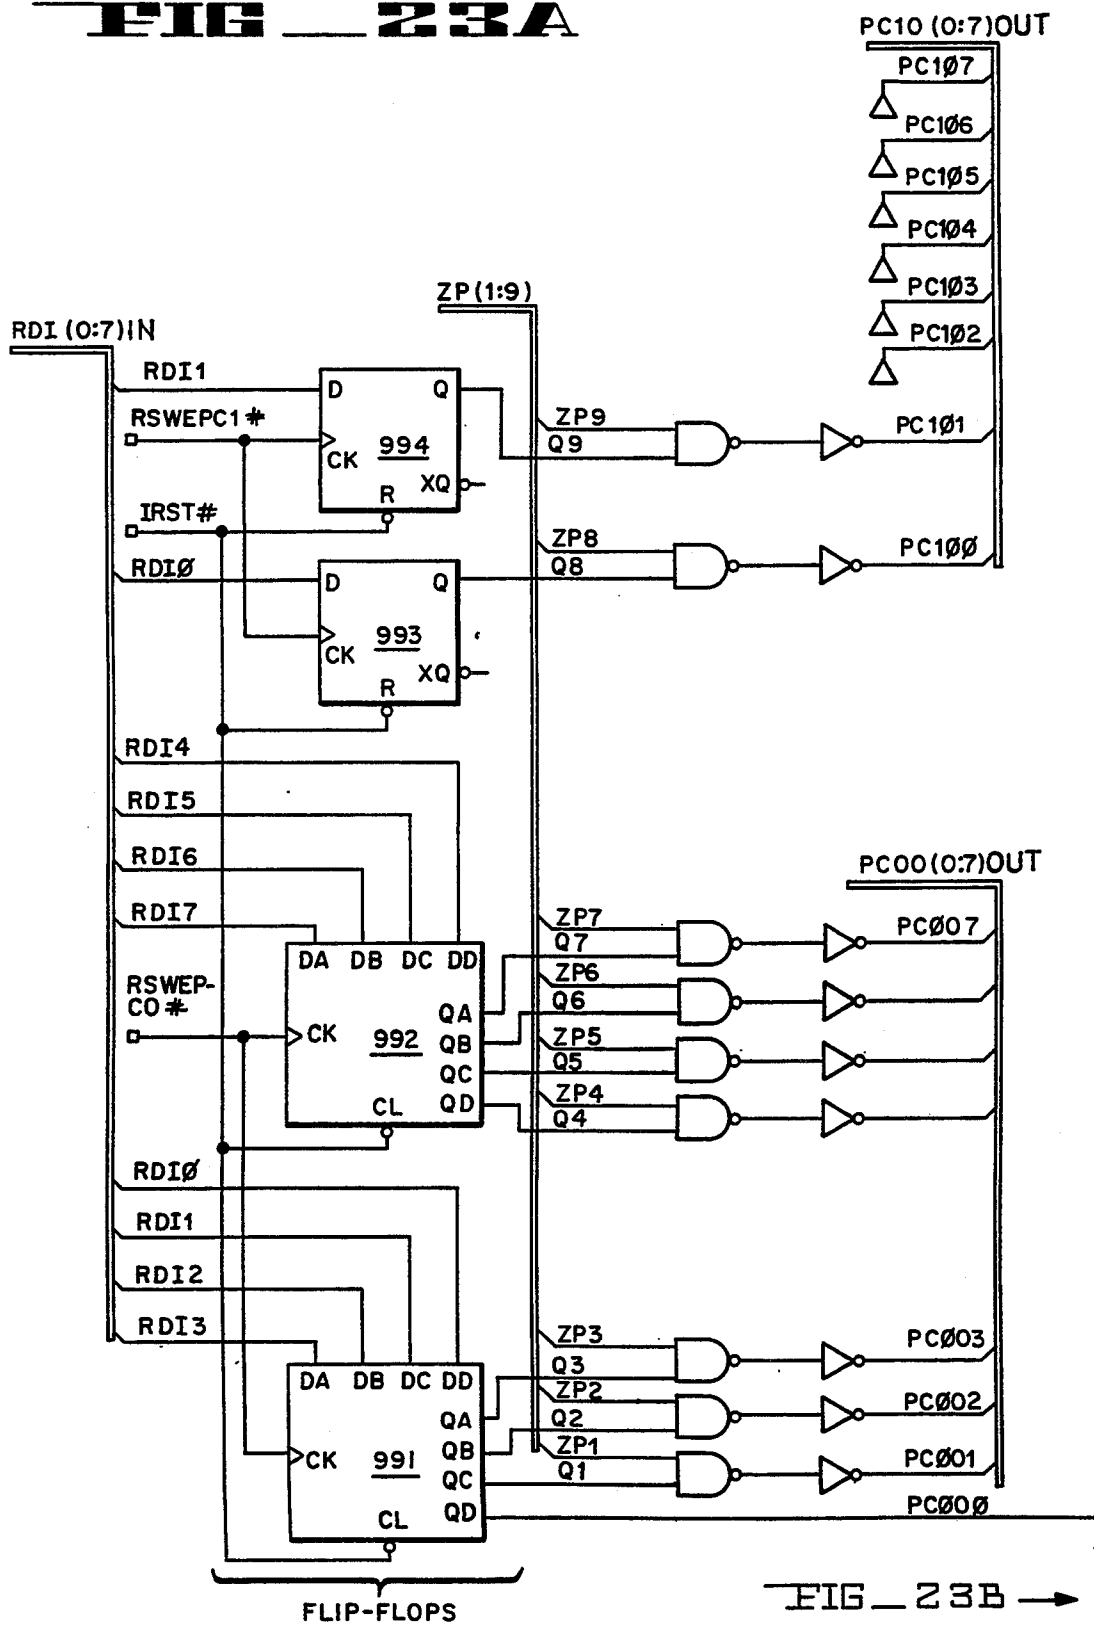 FIG_23A
PC10 (0:7)OUT
PC1Ø7
PC1Ø6
PC1Ø5
PC1Ø4
PC1Ø3
PC1Ø2
ZP(1:9)
RDI (0:7)IN
RDI1
D Q
RSWEPC1#
994
CK
XQ
R
ZP9
Q9
PC1Ø1
IRST#
RDIØ
D Q
ZP8
Q8
PC1ØØ
993
CK
XQ
R
RDI4
RDI5
RDI6
RDI7
PC00(0:7)OUT
DA DB DC DD
RSWEP-
CO#
CK
992
QA
QB
QC
QD
CL
ZP7
Q7
PCØ07
ZP6
Q6
ZP5
Q5
ZP4
Q4
RDIØ
RDI1
RDI2
RDI3
DA DB DC DD
CK
991
QA
QB
QC
QD
CL
ZP3
Q3
PCØ03
ZP2
Q2
PCØ02
ZP1
Q1
PCØ01
PCØ0Ø
FLIP-FLOPS
FIG_23B